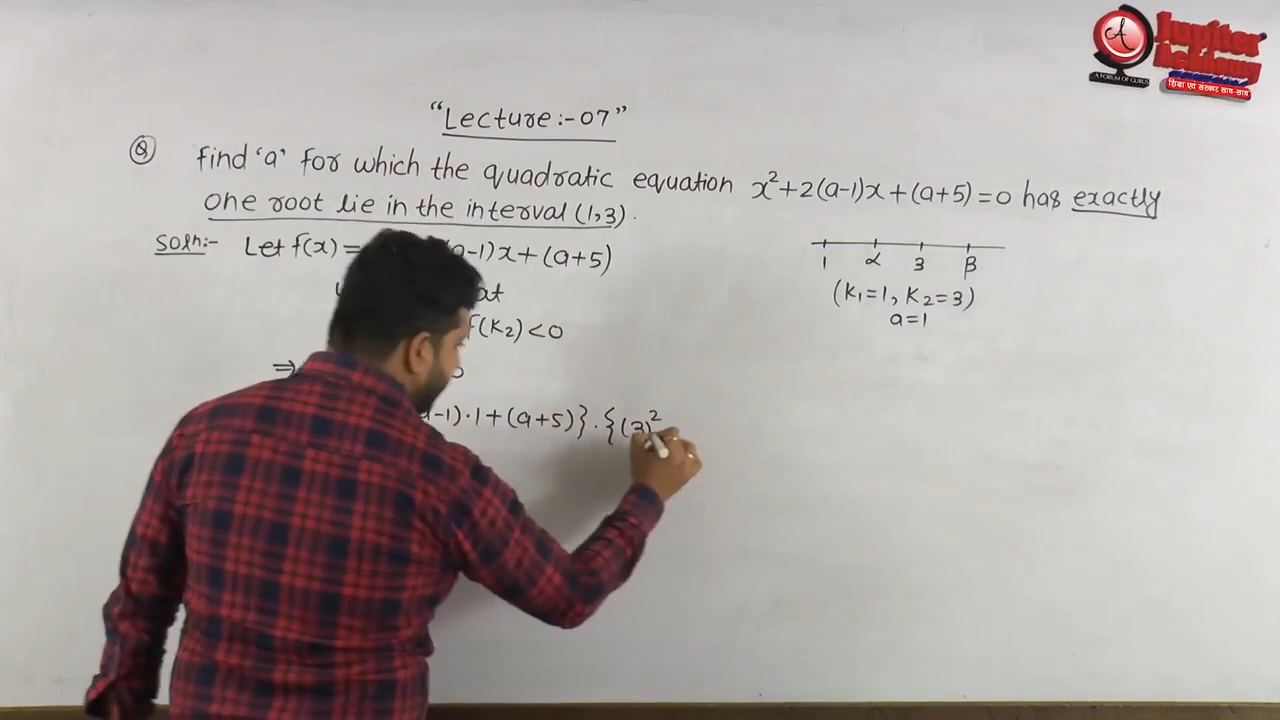 "Lecture:-07"
Q find 'a' for which the quadratic equation x²+2(a-1)x+(a+5)=0 has exactly
one root lie in the interval (1,3).
Soln:- Let f(x)= -1)x+(a+5)
at
f(K₂)<0
⇒
-1)·1+(a+5)}·{(3)²
1 α 3 β
(K₁=1, K₂=3)
a=1
A
Jupiter
Academy
A FORUM OF GURUS
शिक्षा एवं संस्कार साथ-साथ